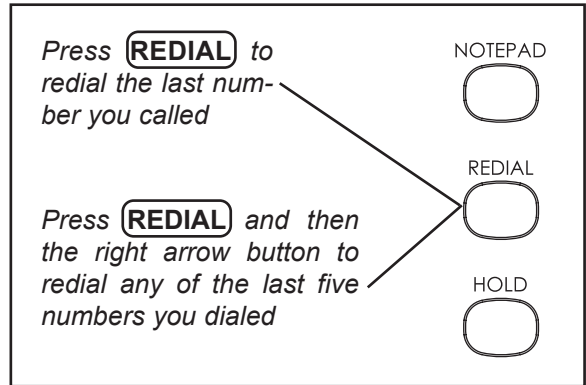 Press REDIAL to
redial the last num-
ber you called
Press REDIAL and then
the right arrow button to
redial any of the last five
numbers you dialed
NOTEPAD
REDIAL
HOLD